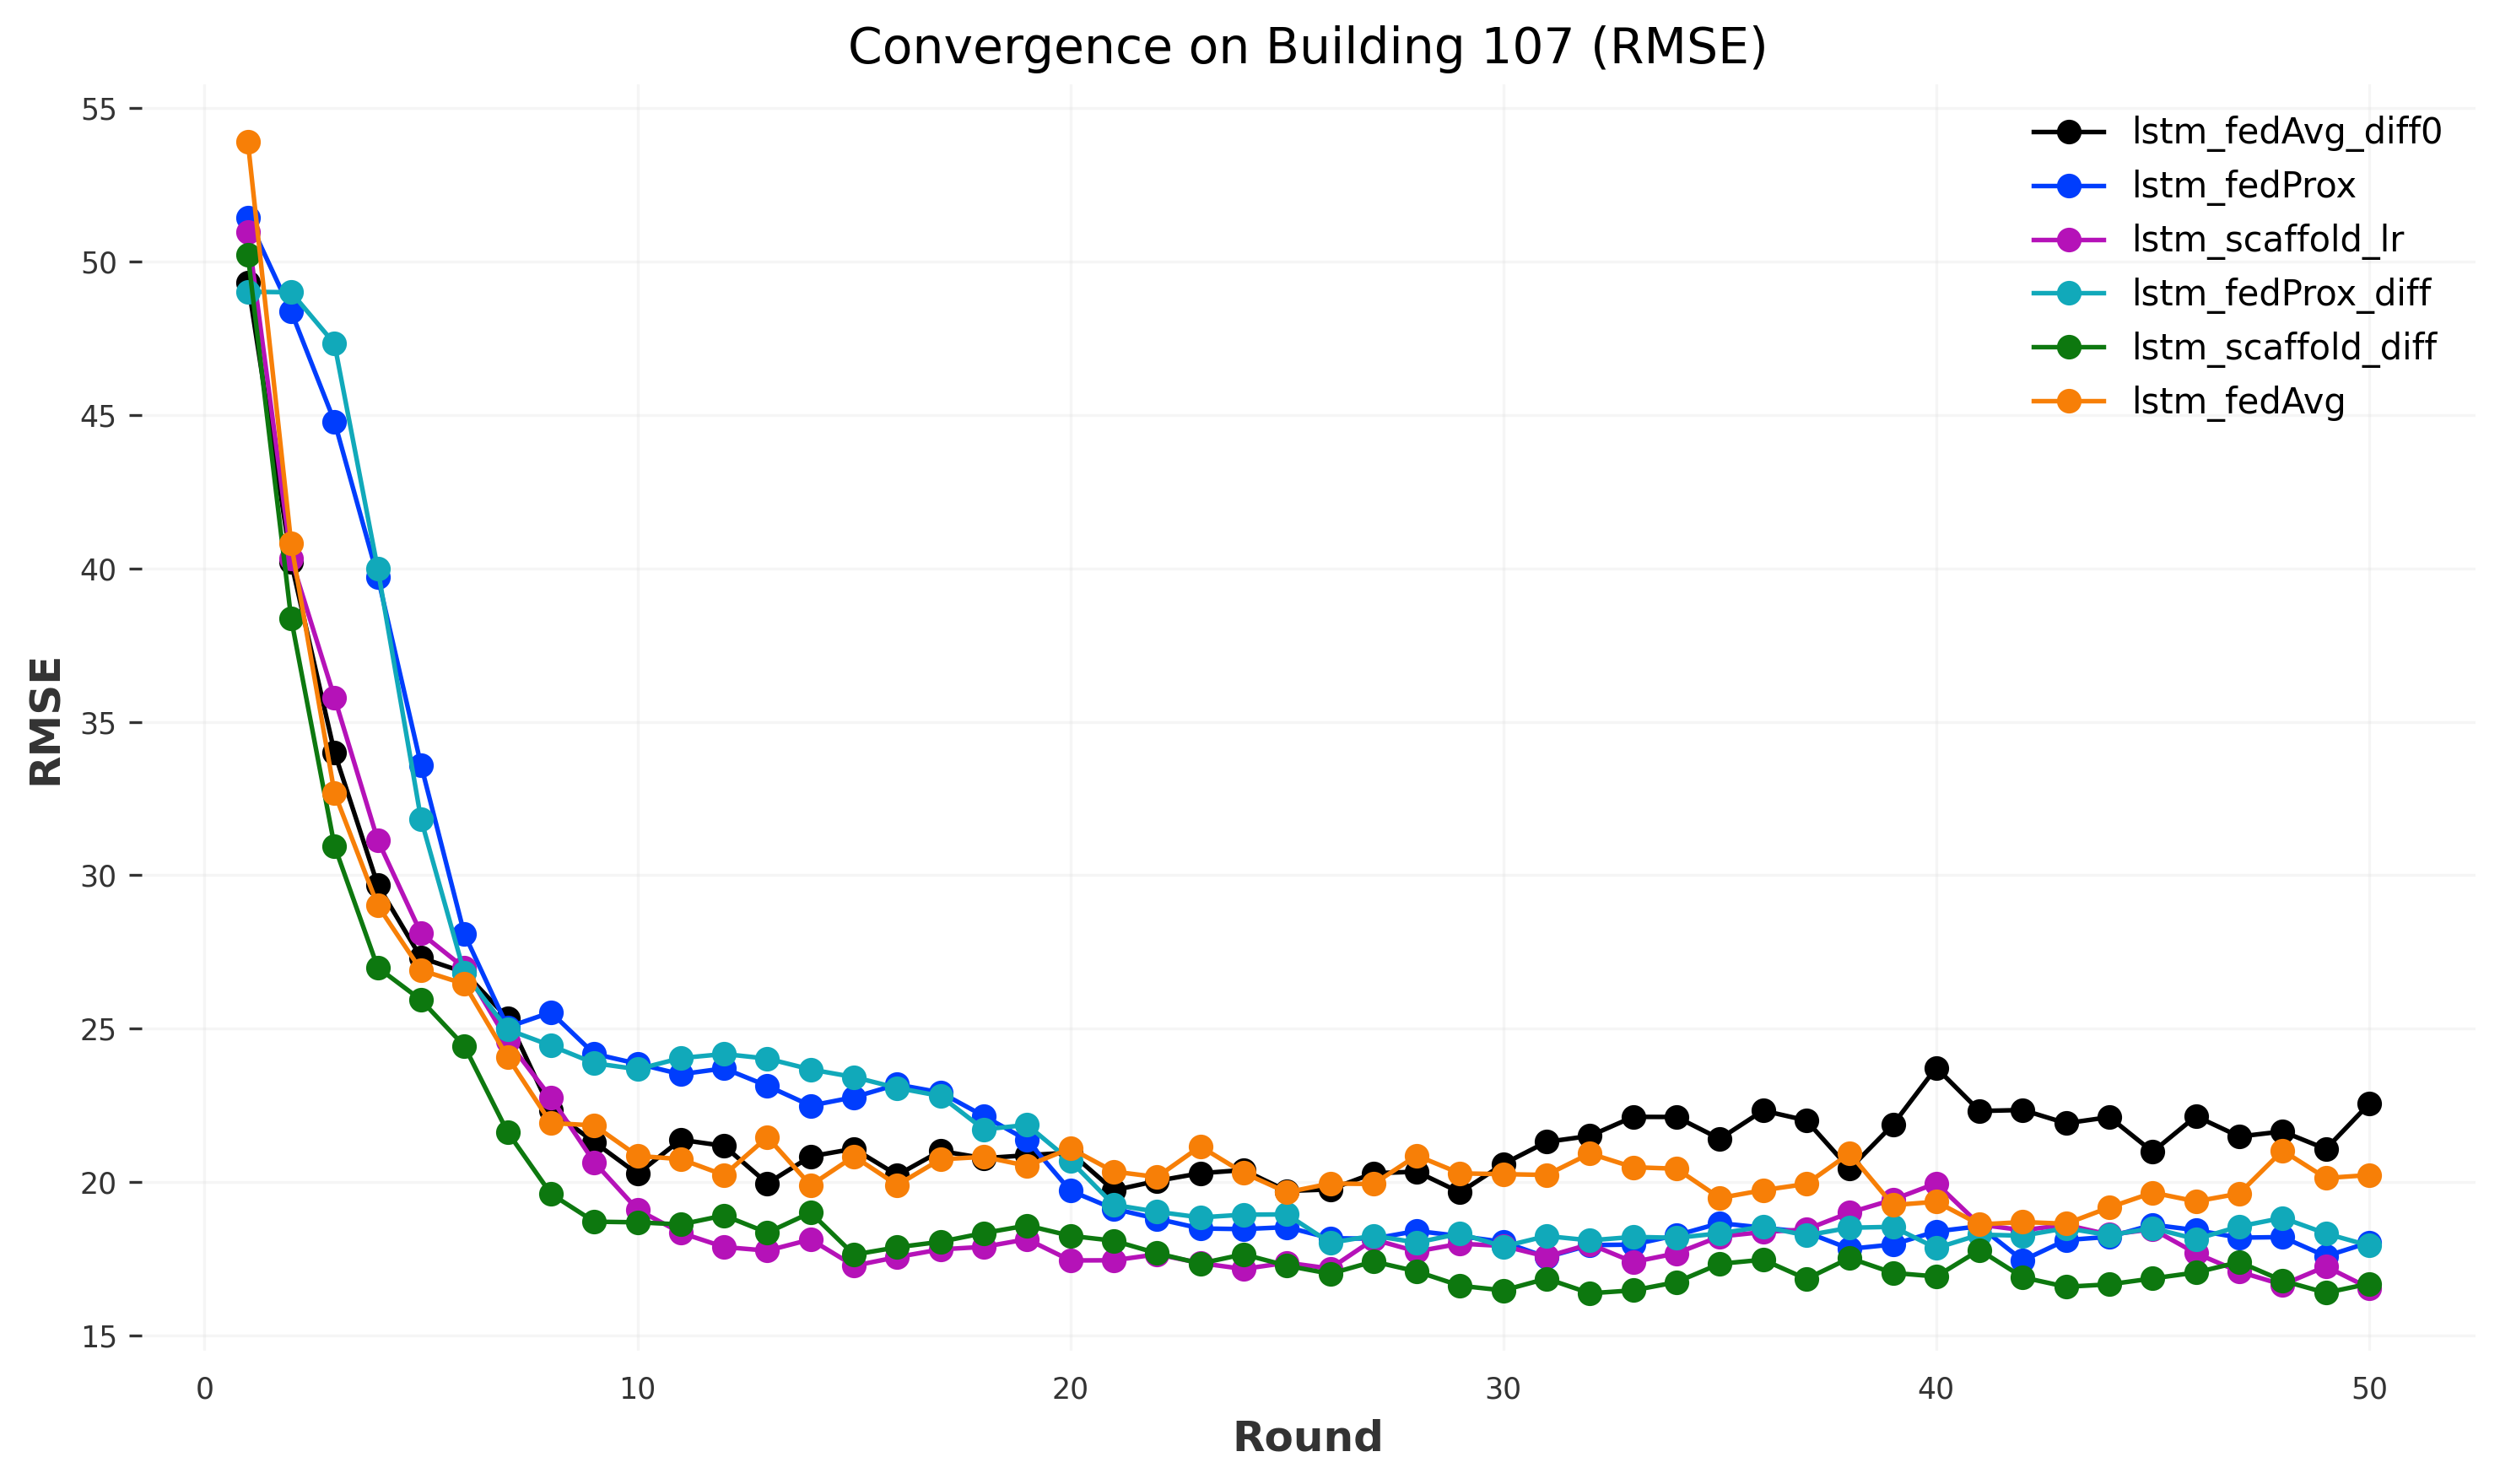 Convergence on Building 107 (RMSE)
55
50
45
40
35
30
25
20
15
RMSE
lstm_fedAvg_diff0
lstm_fedProx
lstm_scaffold_lr
lstm_fedProx_diff
lstm_scaffold_diff
lstm_fedAvg
0 10 20 30 40 50
Round